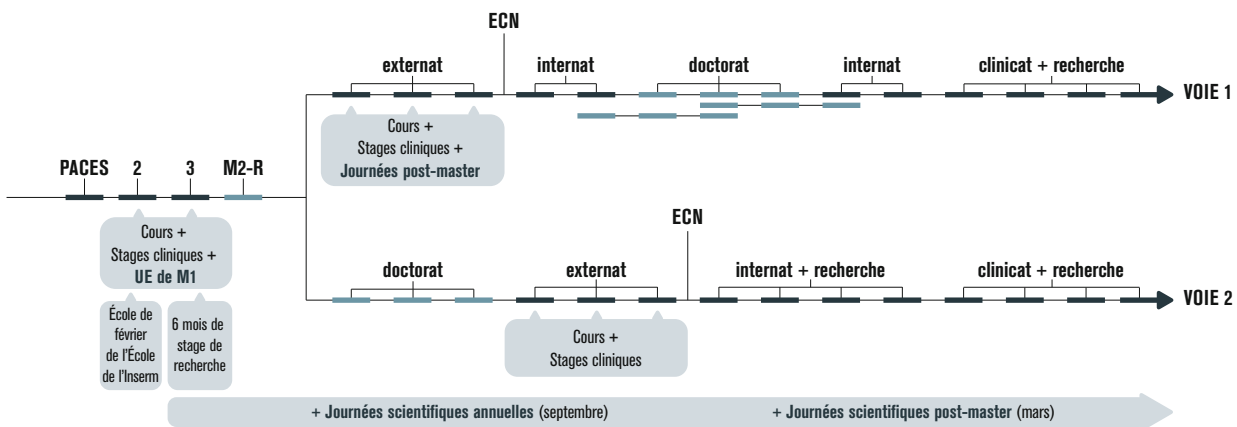 ECN
externat
internat
doctorat
internat
clinicat + recherche
VOIE 1
Cours +
Stages cliniques +
Journées post-master
PACES
2
3
M2-R
Cours +
Stages cliniques +
UE de M1
École de
février
de l'École
de l'Inserm
6 mois de
stage de
recherche
ECN
doctorat
externat
internat + recherche
clinicat + recherche
VOIE 2
Cours +
Stages cliniques
+ Journées scientifiques annuelles (septembre)
+ Journées scientifiques post-master (mars)